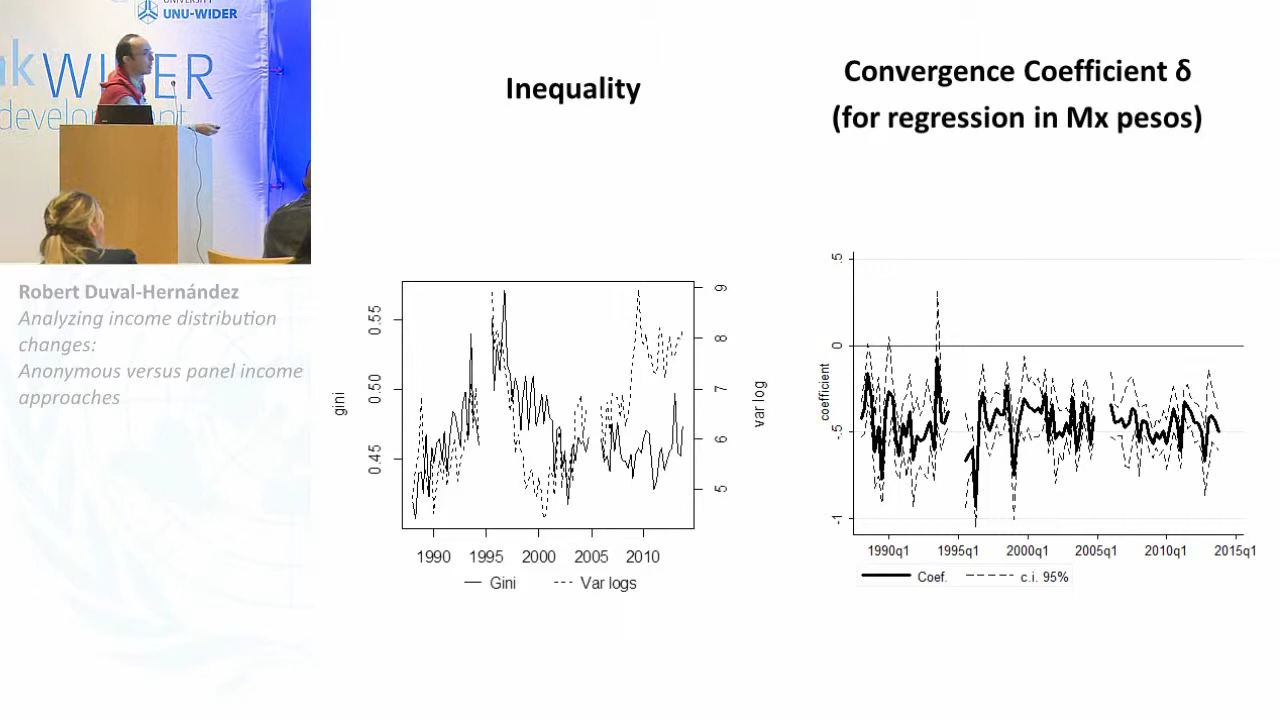 UNIVERSITY
UNU-WIDER
WIDER
development
Robert Duval-Hernández
Analyzing income distribution
changes:
Anonymous versus panel income
approaches
Inequality
Convergence Coefficient δ
(for regression in Mx pesos)
0.55
0.50
0.45
gini
9
8
7
6
5
var log
1990
1995
2000
2005
2010
Gini
Var logs
.5
0
-.5
-1
coefficient
1990q1
1995q1
2000q1
2005q1
2010q1
2015q1
Coef.
c.i. 95%